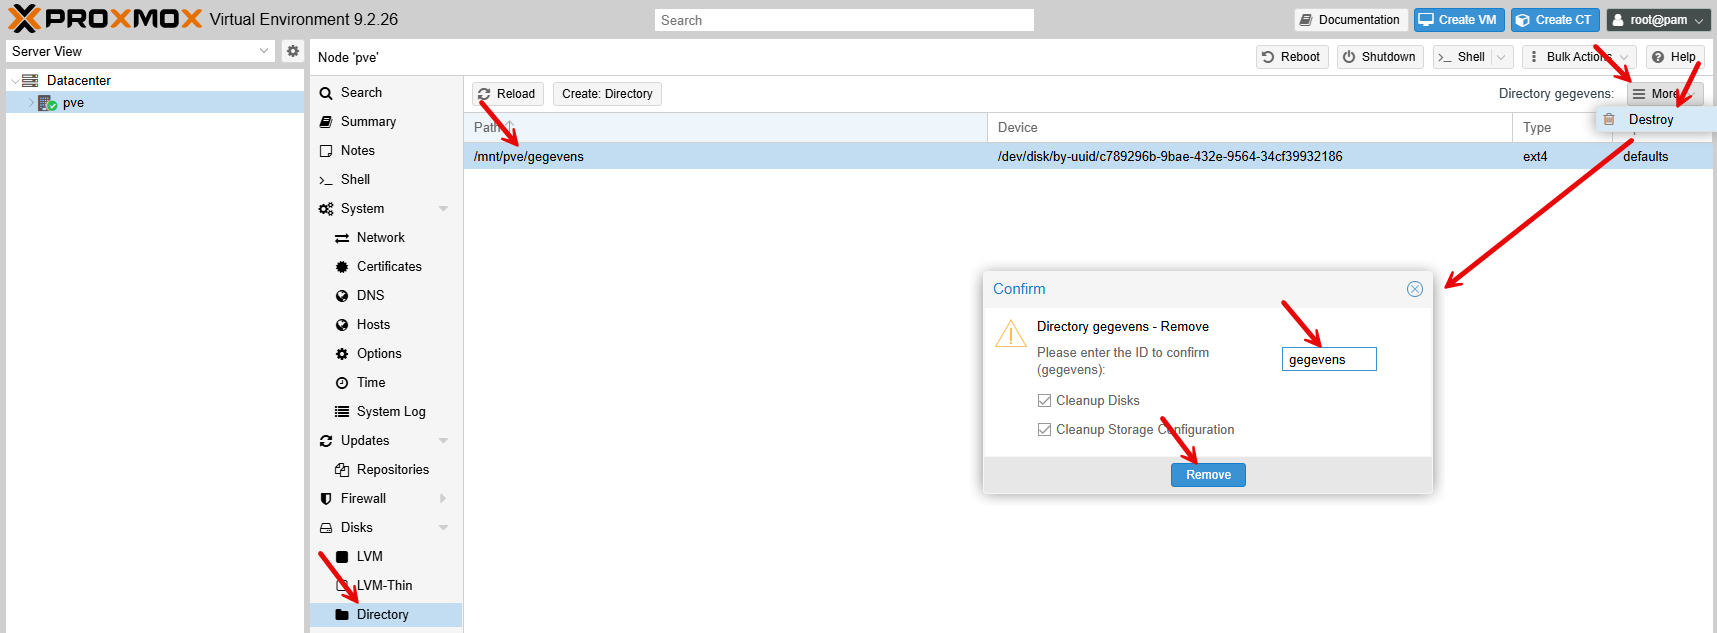 PROXMOX Virtual Environment 9.2.26
Search
Documentation
Create VM
Create CT
root@pam
Server View
Node 'pve'
Reboot
Shutdown
Shell
Bulk Actions
Help
Datacenter
pve
Search
Summary
Notes
Shell
System
Network
Certificates
DNS
Hosts
Options
Time
System Log
Updates
Repositories
Firewall
Disks
LVM
LVM-Thin
Directory
Reload
Create: Directory
Directory gegevens:
More
Destroy
Path
Device
Type
/mnt/pve/gegevens
/dev/disk/by-uuid/c789296b-9bae-432e-9564-34cf39932186
ext4
defaults
Confirm
Directory gegevens - Remove
Please enter the ID to confirm
(gegevens):
gegevens
Cleanup Disks
Cleanup Storage Configuration
Remove